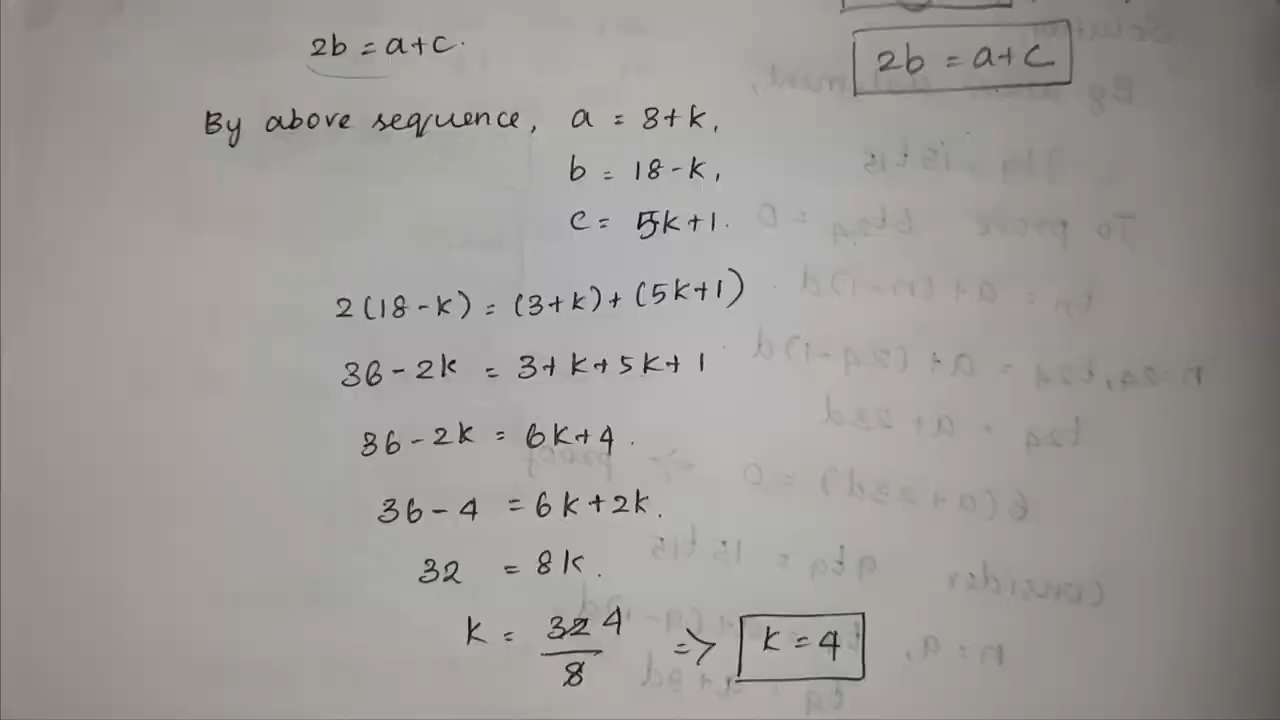 2b = a+c.
2b = a+c
By above sequence, a = 3+k,
b = 18-k,
c = 5k+1.
2(18-k) = (3+k)+(5k+1)
36-2k = 3+k+5k+1
36-2k = 6k+4.
36-4 = 6k+2k.
32 = 8k.
k = 32 4 / 8 => k=4